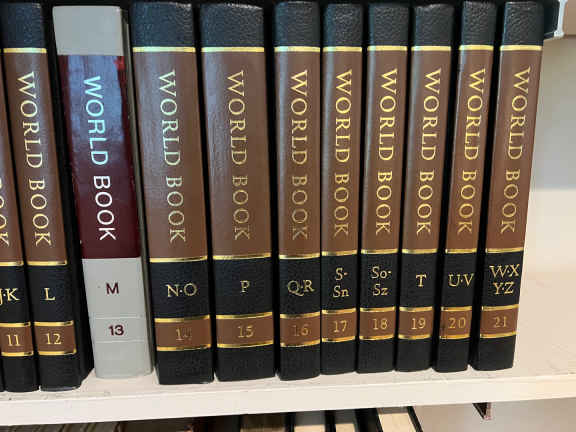 BOOK
J·K
11
WORLD BOOK
L
12
WORLD BOOK
M
13
WORLD BOOK
N·O
14
WORLD BOOK
P
15
WORLD BOOK
Q·R
16
WORLD BOOK
S·
Sn
17
WORLD BOOK
So·
Sz
18
WORLD BOOK
T
19
WORLD BOOK
U·V
20
WORLD BOOK
W·X
Y·Z
21